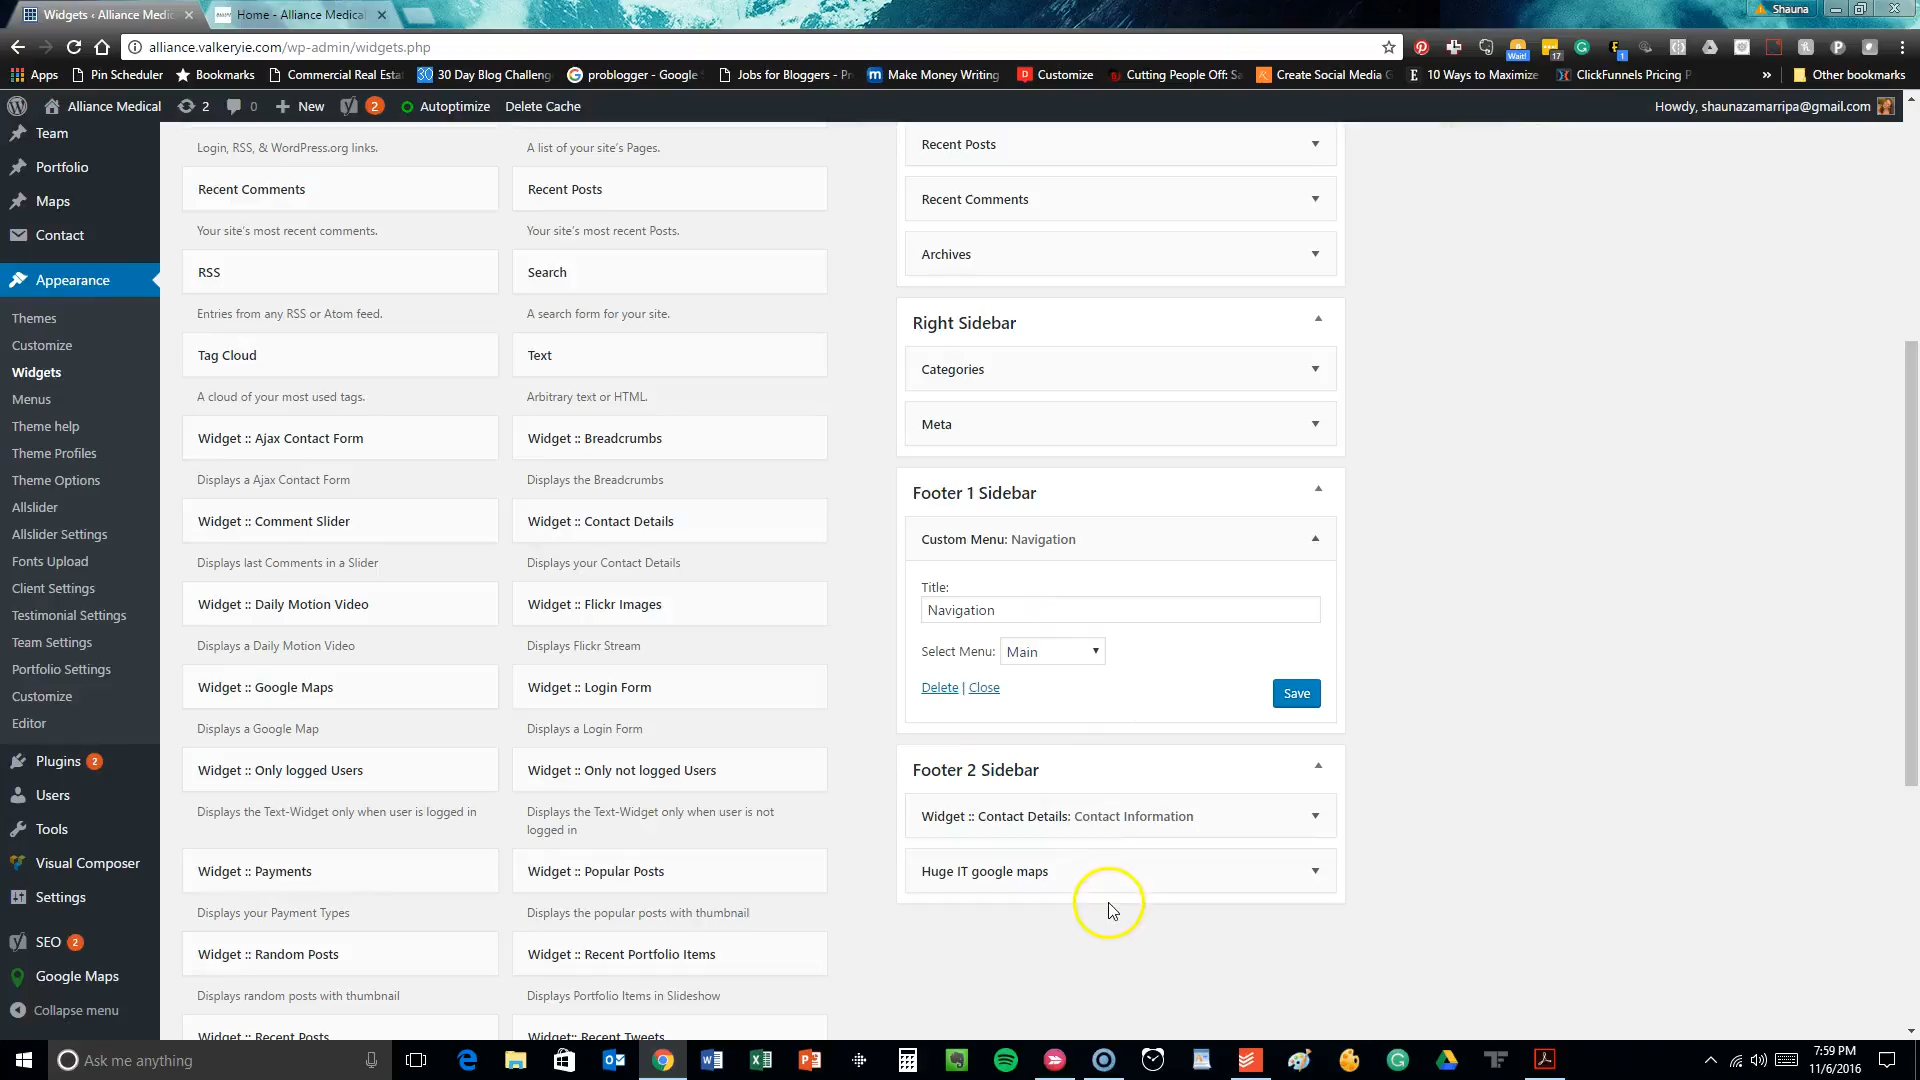 Widgets ‹ Alliance Medic
Home - Alliance Medical
Shauna
alliance.valkeryie.com/wp-admin/widgets.php
Wait!
17
1
Apps
Pin Scheduler
Bookmarks
Commercial Real Esta
30 Day Blog Challeng
problogger - Google
Jobs for Bloggers - Pr
Make Money Writing
Customize
Cutting People Off: Sa
Create Social Media G
10 Ways to Maximize
ClickFunnels Pricing P
»
Other bookmarks
Alliance Medical
2
0
New
2
Autoptimize
Delete Cache
Howdy, shaunazamarripa@gmail.com
Team
Portfolio
Maps
Contact
Appearance
Themes
Customize
Widgets
Menus
Theme help
Theme Profiles
Theme Options
Allslider
Allslider Settings
Fonts Upload
Client Settings
Testimonial Settings
Team Settings
Portfolio Settings
Customize
Editor
Plugins 2
Users
Tools
Visual Composer
Settings
SEO 2
Google Maps
Collapse menu
Login, RSS, & WordPress.org links.
A list of your site's Pages.
Recent Comments
Recent Posts
Your site's most recent comments.
Your site's most recent Posts.
RSS
Search
Entries from any RSS or Atom feed.
A search form for your site.
Tag Cloud
Text
A cloud of your most used tags.
Arbitrary text or HTML.
Widget :: Ajax Contact Form
Widget :: Breadcrumbs
Displays a Ajax Contact Form
Displays the Breadcrumbs
Widget :: Comment Slider
Widget :: Contact Details
Displays last Comments in a Slider
Displays your Contact Details
Widget :: Daily Motion Video
Widget :: Flickr Images
Displays a Daily Motion Video
Displays Flickr Stream
Widget :: Google Maps
Widget :: Login Form
Displays a Google Map
Displays a Login Form
Widget :: Only logged Users
Widget :: Only not logged Users
Displays the Text-Widget only when user is logged in
Displays the Text-Widget only when user is not
logged in
Widget :: Payments
Widget :: Popular Posts
Displays your Payment Types
Displays the popular posts with thumbnail
Widget :: Random Posts
Widget :: Recent Portfolio Items
Displays random posts with thumbnail
Displays Portfolio Items in Slideshow
Widget :: Recent Posts
Widget:: Recent Tweets
Recent Posts
Recent Comments
Archives
Right Sidebar
Categories
Meta
Footer 1 Sidebar
Custom Menu: Navigation
Title:
Navigation
Select Menu: Main
Delete | Close
Save
Footer 2 Sidebar
Widget :: Contact Details: Contact Information
Huge IT google maps
Ask me anything
7:59 PM
11/6/2016